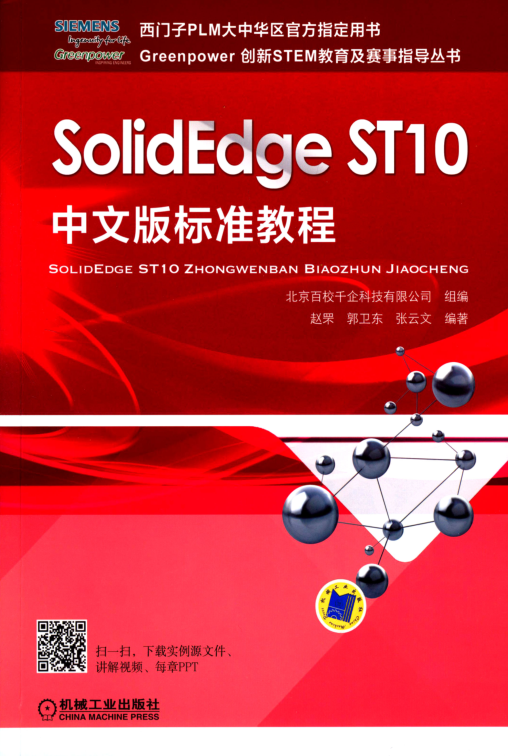 SIEMENS
Ingenuity for life
Greenpower
西门子PLM大中华区官方指定用书
Greenpower 创新STEM教育及赛事指导丛书
SolidEdge ST10
中文版标准教程
SOLIDEDGE ST10 ZHONGWENBAN BIAOZHUN JIAOCHENG
北京百校千企科技有限公司 组编
赵罘 郭卫东 张云文 编著
扫一扫，下载实例源文件、
讲解视频、每章PPT
机械工业出版社
CHINA MACHINE PRESS